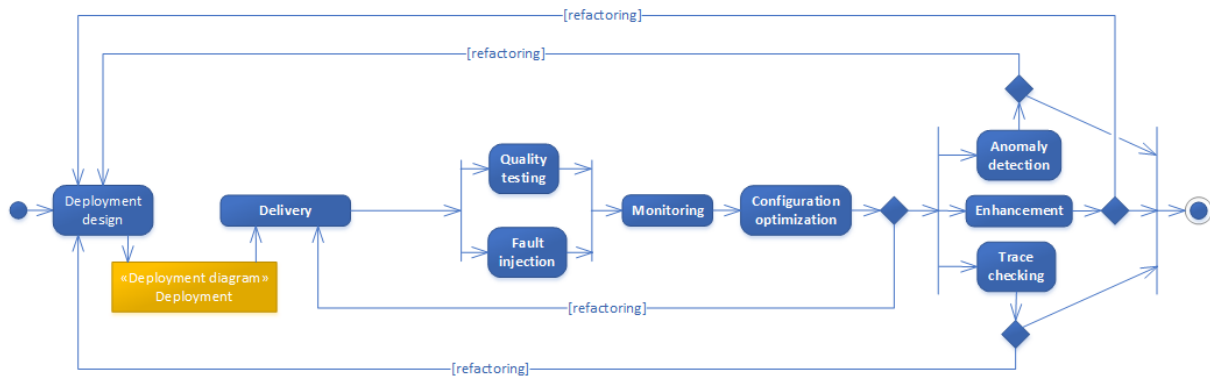 [refactoring]
[refactoring]
Deployment
design
«Deployment diagram»
Deployment
Delivery
Quality
testing
Fault
injection
Monitoring
Configuration
optimization
Anomaly
detection
Enhancement
Trace
checking
[refactoring]
[refactoring]